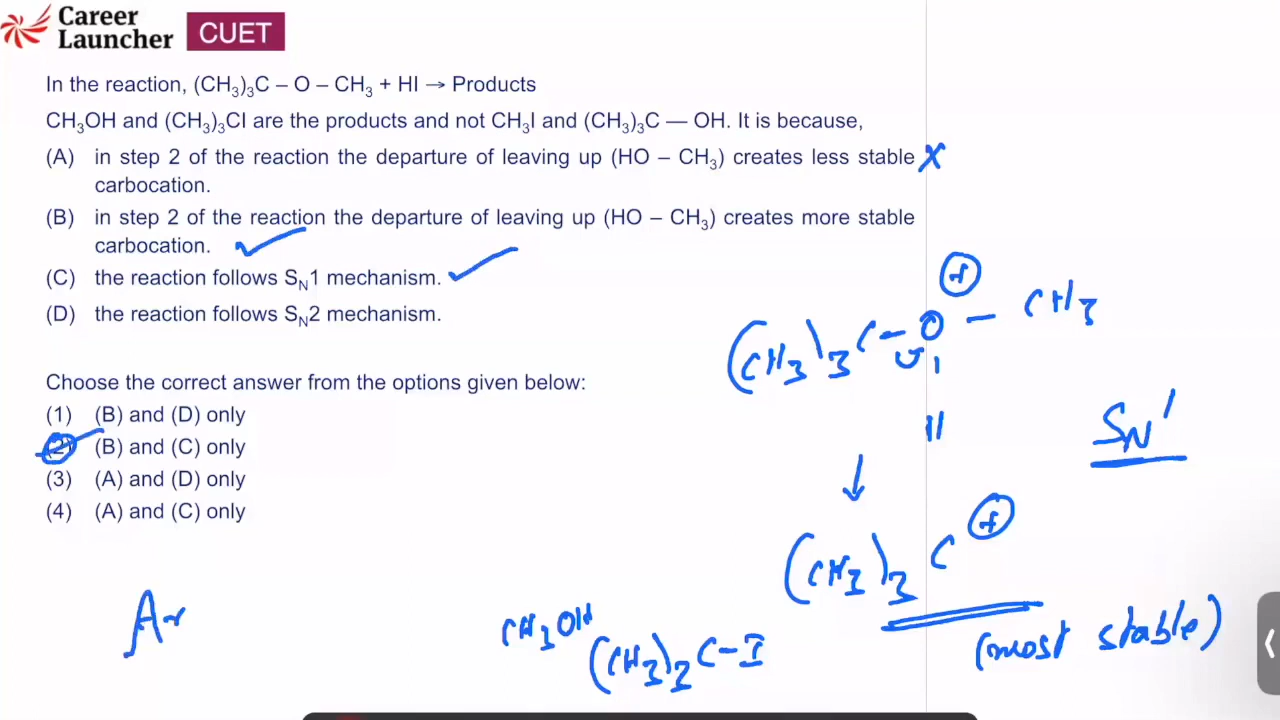 Career
Launcher
CUET
In the reaction, (CH₃)₃C – O – CH₃ + HI → Products
CH₃OH and (CH₃)₃CI are the products and not CH₃I and (CH₃)₃C — OH. It is because,
(A) in step 2 of the reaction the departure of leaving up (HO – CH₃) creates less stable
carbocation.
(B) in step 2 of the reaction the departure of leaving up (HO – CH₃) creates more stable
carbocation.
(C) the reaction follows Sₙ1 mechanism.
(D) the reaction follows Sₙ2 mechanism.
Choose the correct answer from the options given below:
(1) (B) and (D) only
(2) (B) and (C) only
(3) (A) and (D) only
(4) (A) and (C) only
+
(CH₃)₃C – O – CH₃
H
SN1
↓
(CH₃)₃C +
(most stable)
CH₃OH
(CH₃)₃C – I